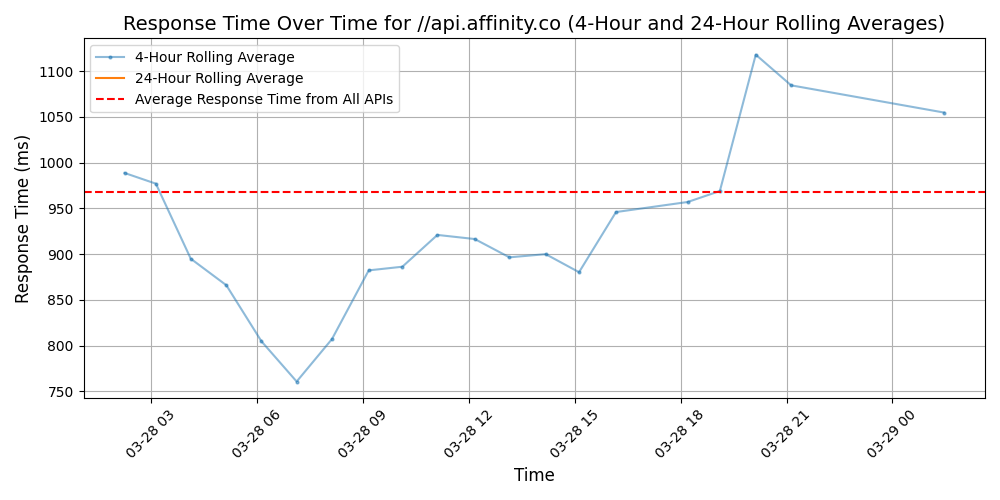 Response Time Over Time for //api.affinity.co (4-Hour and 24-Hour Rolling Averages)
4-Hour Rolling Average
24-Hour Rolling Average
Average Response Time from All APIs
Response Time (ms)
1100
1050
1000
950
900
850
800
750
03-28 03
03-28 06
03-28 09
03-28 12
03-28 15
03-28 18
03-28 21
03-29 00
Time